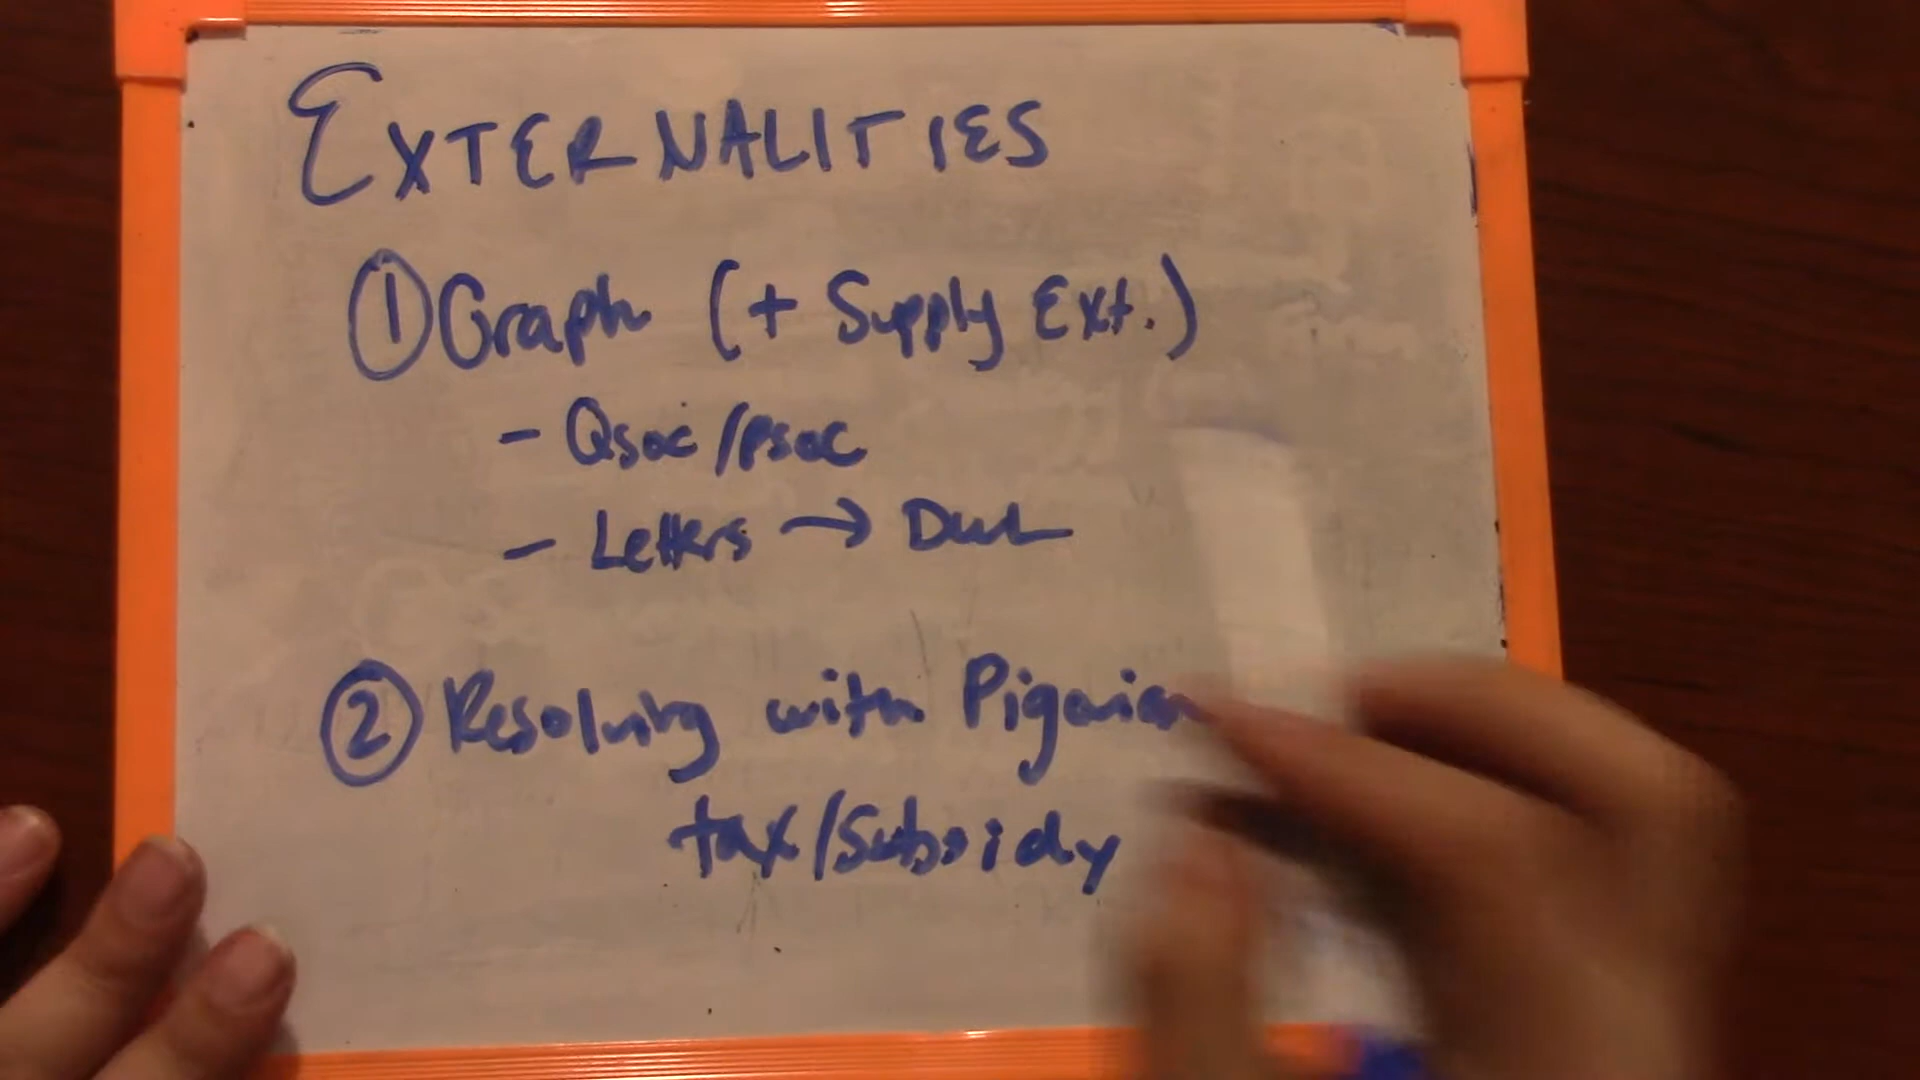 EXTERNALITIES
① Graph (+ Supply Ext.)
- Qsoc/Psoc
- Letters → DWL
② Resolving with Pigovian
tax/Subsidy